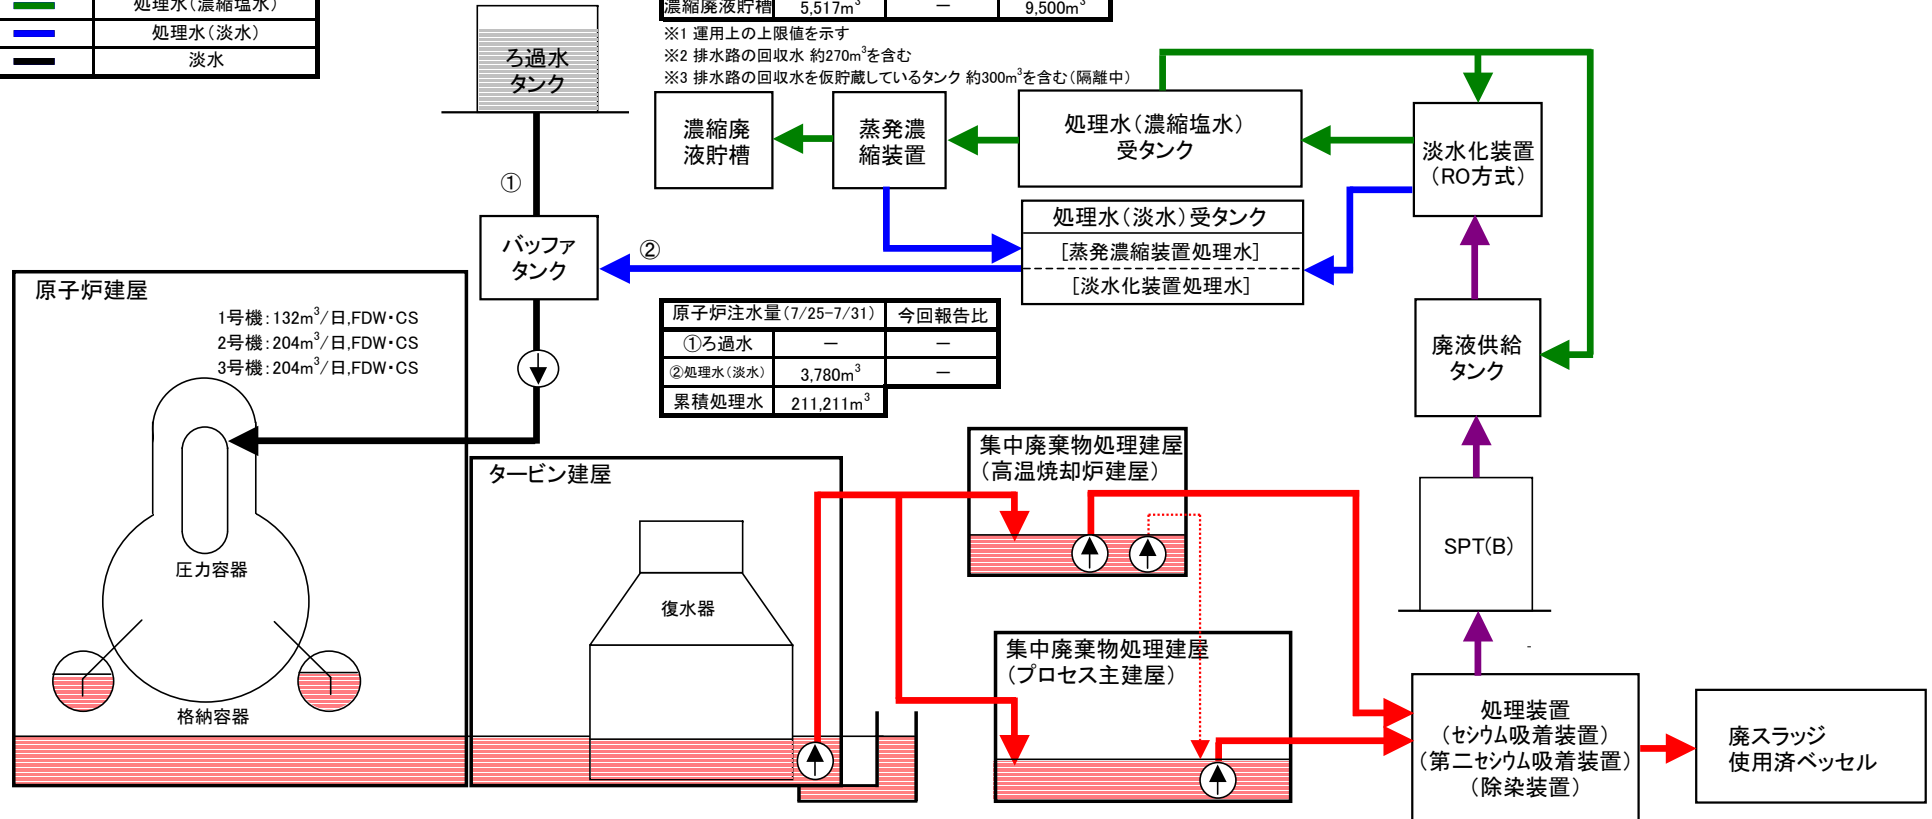 処理水(濃縮塩水)
処理水(淡水)
淡水
濃縮廃液貯槽 5,517m³ － 9,500m³
※1 運用上の上限値を示す
※2 排水路の回収水 約270m³を含む
※3 排水路の回収水を仮貯蔵しているタンク 約300m³を含む(隔離中)
ろ過水
タンク
濃縮廃
液貯槽
蒸発濃
縮装置
処理水(濃縮塩水)
受タンク
淡水化装置
(RO方式)
①
処理水(淡水)受タンク
[蒸発濃縮装置処理水]
[淡水化装置処理水]
バッファ
タンク
②
原子炉建屋
1号機:132m³/日,FDW・CS
2号機:204m³/日,FDW・CS
3号機:204m³/日,FDW・CS
原子炉注水量(7/25-7/31) 今回報告比
①ろ過水 － －
②処理水(淡水) 3,780m³ －
累積処理水 211,211m³
廃液供給
タンク
タービン建屋
集中廃棄物処理建屋
(高温焼却炉建屋)
SPT(B)
圧力容器
復水器
格納容器
集中廃棄物処理建屋
(プロセス主建屋)
処理装置
(セシウム吸着装置)
(第二セシウム吸着装置)
(除染装置)
廃スラッジ
使用済ベッセル